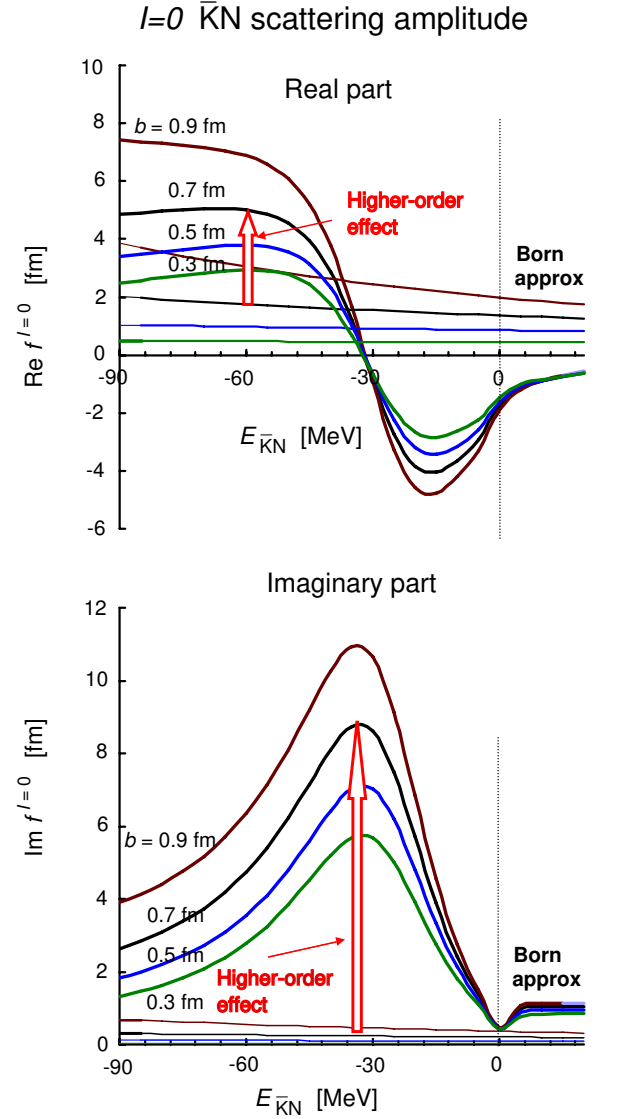 I=0 K̄N scattering amplitude
Real part
10
8
6
4
2
0
-2
-4
-6
Re f^{I=0} [fm]
b = 0.9 fm
0.7 fm
0.5 fm
0.3 fm
Higher-order
effect
Born
approx
-90
-60
-30
0
E_{K̄N} [MeV]
Imaginary part
12
10
8
6
4
2
0
Im f^{I=0} [fm]
b = 0.9 fm
0.7 fm
0.5 fm
0.3 fm
Higher-order
effect
Born
approx
-90
-60
-30
0
E_{K̄N} [MeV]